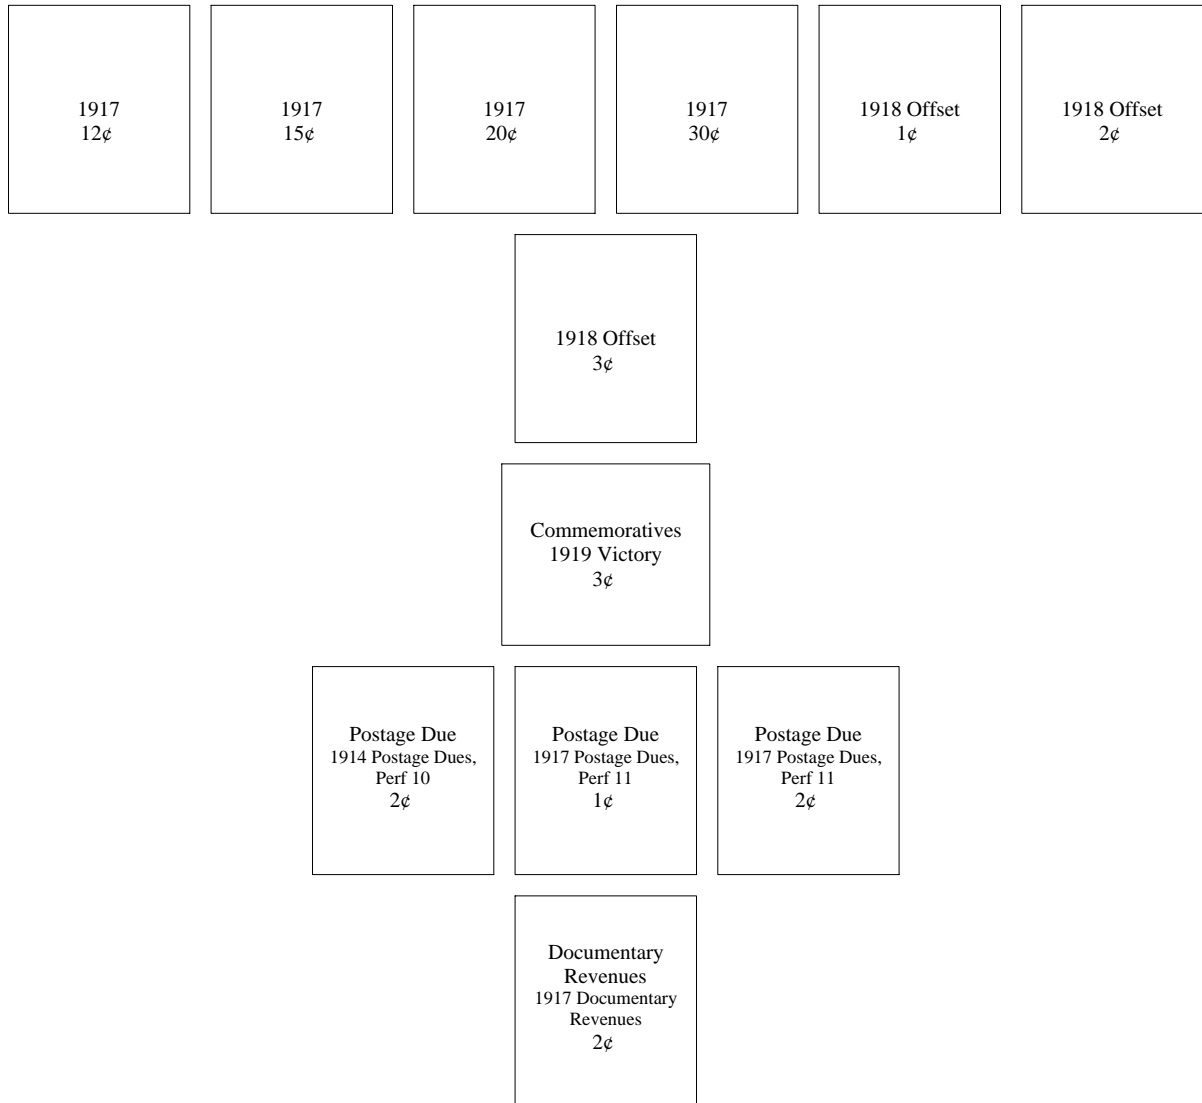 1917
12¢
1917
15¢
1917
20¢
1917
30¢
1918 Offset
1¢
1918 Offset
2¢
1918 Offset
3¢
Commemoratives
1919 Victory
3¢
Postage Due
1914 Postage Dues,
Perf 10
2¢
Postage Due
1917 Postage Dues,
Perf 11
1¢
Postage Due
1917 Postage Dues,
Perf 11
2¢
Documentary
Revenues
1917 Documentary
Revenues
2¢